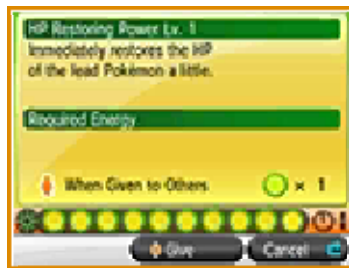 HP Restoring Power Lv. 1
Immediately restores the HP
of the lead Pokémon a little.
Required Energy
When Given to Others
× 1
Give
Cancel